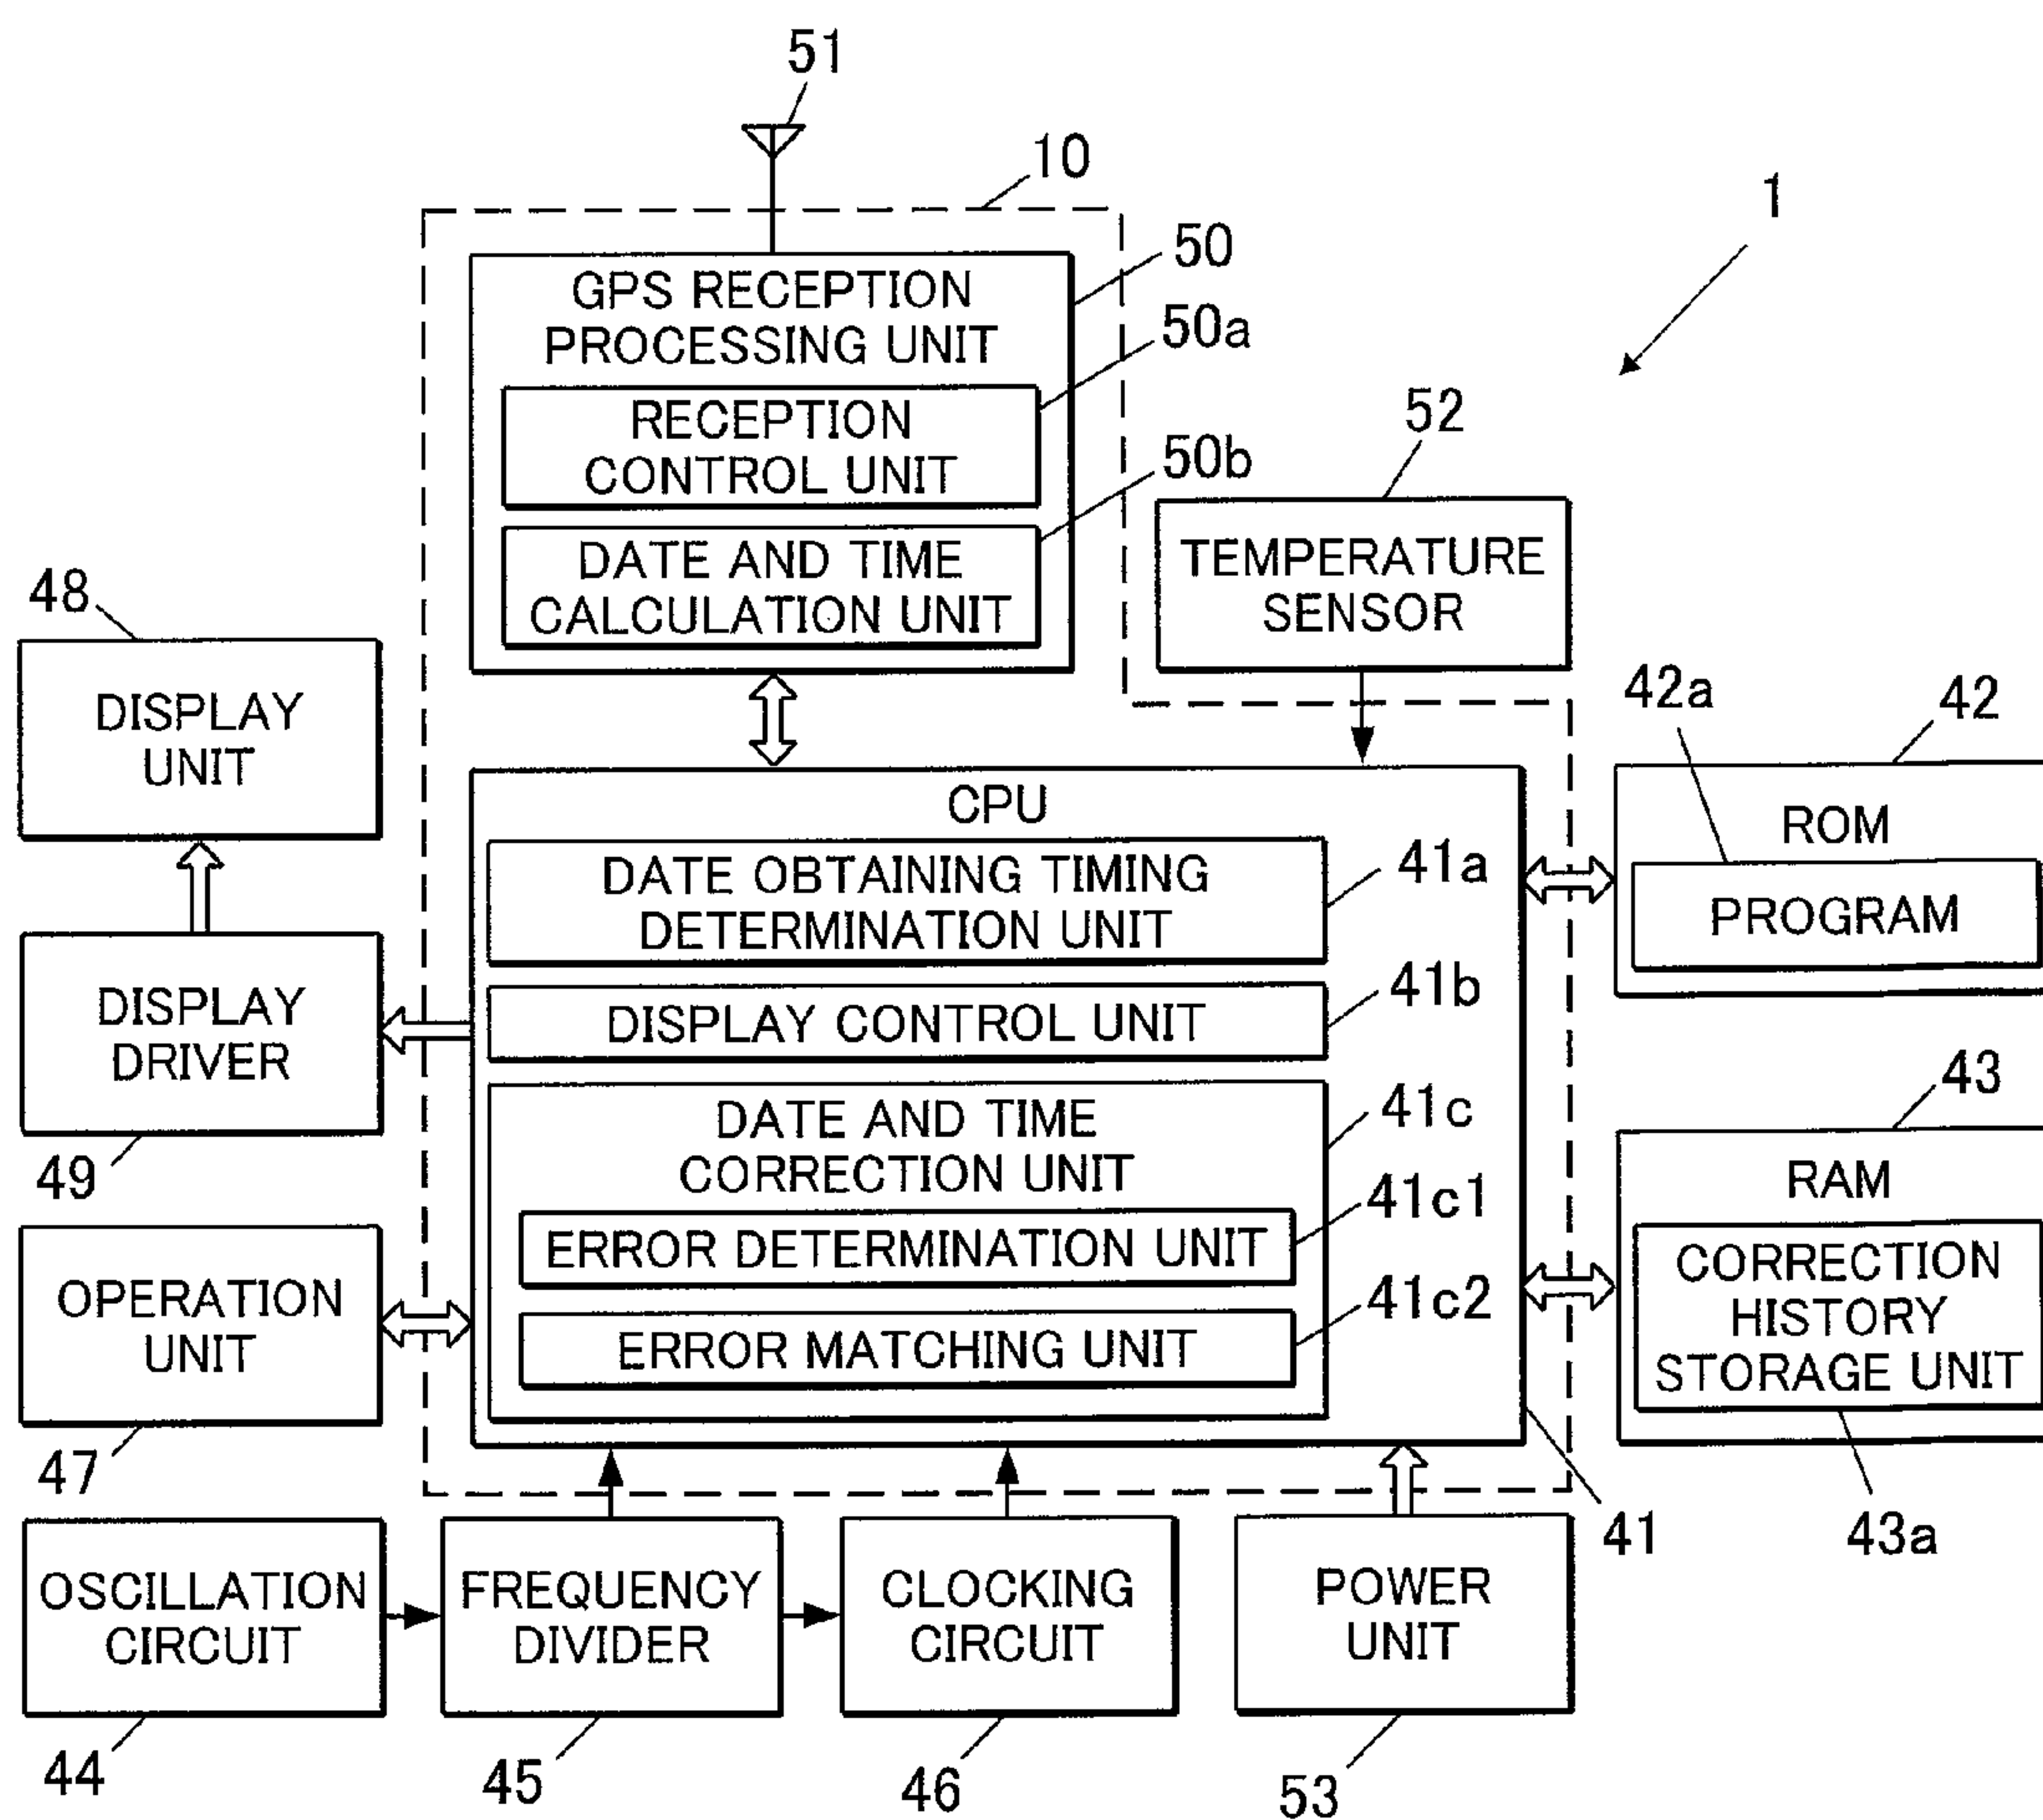 51
10
1
50
GPS RECEPTION
PROCESSING UNIT
50a
RECEPTION
CONTROL UNIT
50b
DATE AND TIME
CALCULATION UNIT
52
TEMPERATURE
SENSOR
48
DISPLAY
UNIT
42a
42
ROM
PROGRAM
CPU
DATE OBTAINING TIMING
DETERMINATION UNIT
41a
DISPLAY CONTROL UNIT
41b
DISPLAY
DRIVER
49
DATE AND TIME
CORRECTION UNIT
41c
ERROR DETERMINATION UNIT
41c1
ERROR MATCHING UNIT
41c2
43
RAM
CORRECTION
HISTORY
STORAGE UNIT
43a
OPERATION
UNIT
47
41
OSCILLATION
CIRCUIT
44
FREQUENCY
DIVIDER
45
CLOCKING
CIRCUIT
46
POWER
UNIT
53